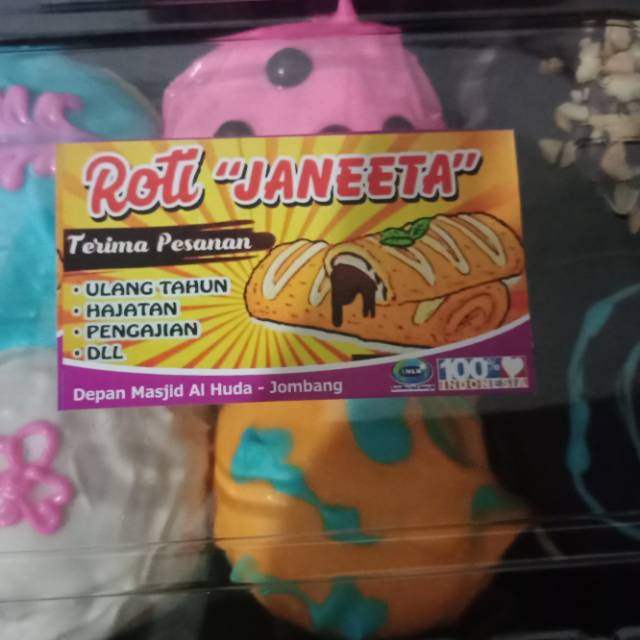 Roti "JANEETA"
Terima Pesanan
• ULANG TAHUN
• HAJATAN
• PENGAJIAN
• DLL
Depan Masjid Al Huda - Jombang
100%
INDONESIA